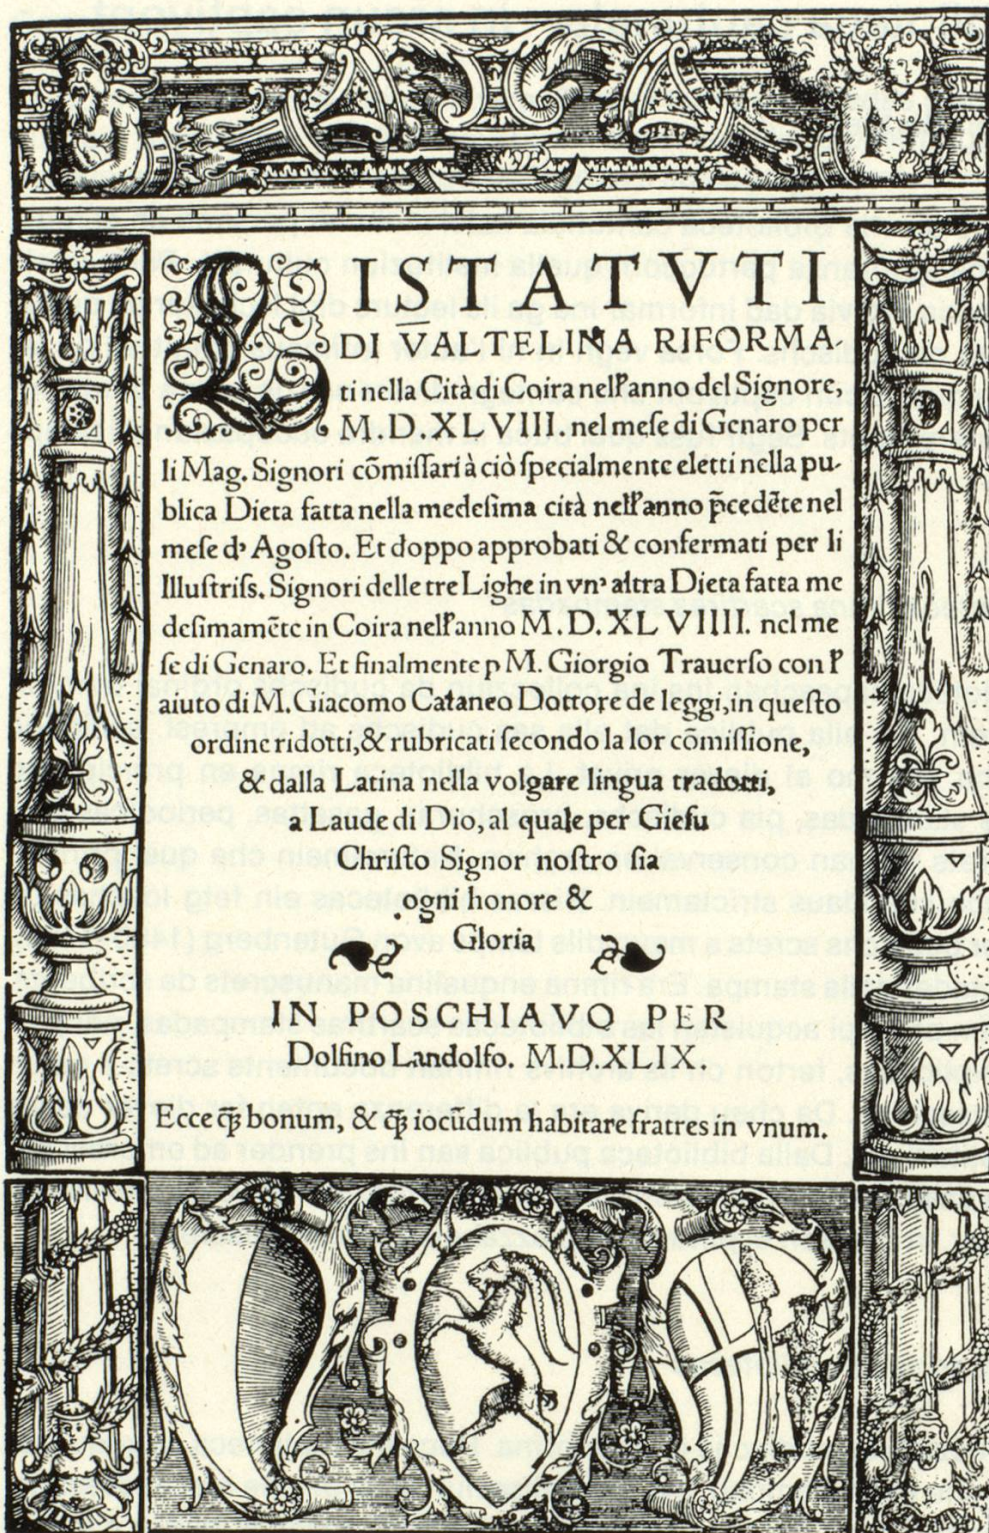 LI STATVTI
DI VALTELINA RIFORMA-
ti nella Cità di Coira nell'anno del Signore,
M D. XLVIII. nel meſe di Genaro per
li Mag. Signori cõmiſſari à ciò ſpecialmente eletti nella pu-
blica Dieta fatta nella medeſima cità nell'anno p̃cedẽte nel
meſe d' Agoſto. Et doppo approbati & confermati per li
Illuſtriſs. Signori delle tre Lighe in vn' altra Dieta fatta me
deſimamẽte in Coira nell'anno M. D. XL VIIII. nel me
ſe di Genaro. Et finalmente p M. Giorgio Trauerſo con l'
aiuto di M. Giacomo Cataneo Dottore de leggi, in queſto
ordine ridotti, & rubricati ſecondo la lor cõmiſſione,
& dalla Latina nella volgare lingua tradotti,
a Laude di Dio, al quale per Gieſu
Chriſto Signor noſtro ſia
ogni honore &
Gloria
IN POSCHIAVO PER
Dolfino Landolfo. M. D. XLIX.
Ecce q̃ꝫ bonum, & q̃ꝫ iocũdum habitare fratres in vnum.